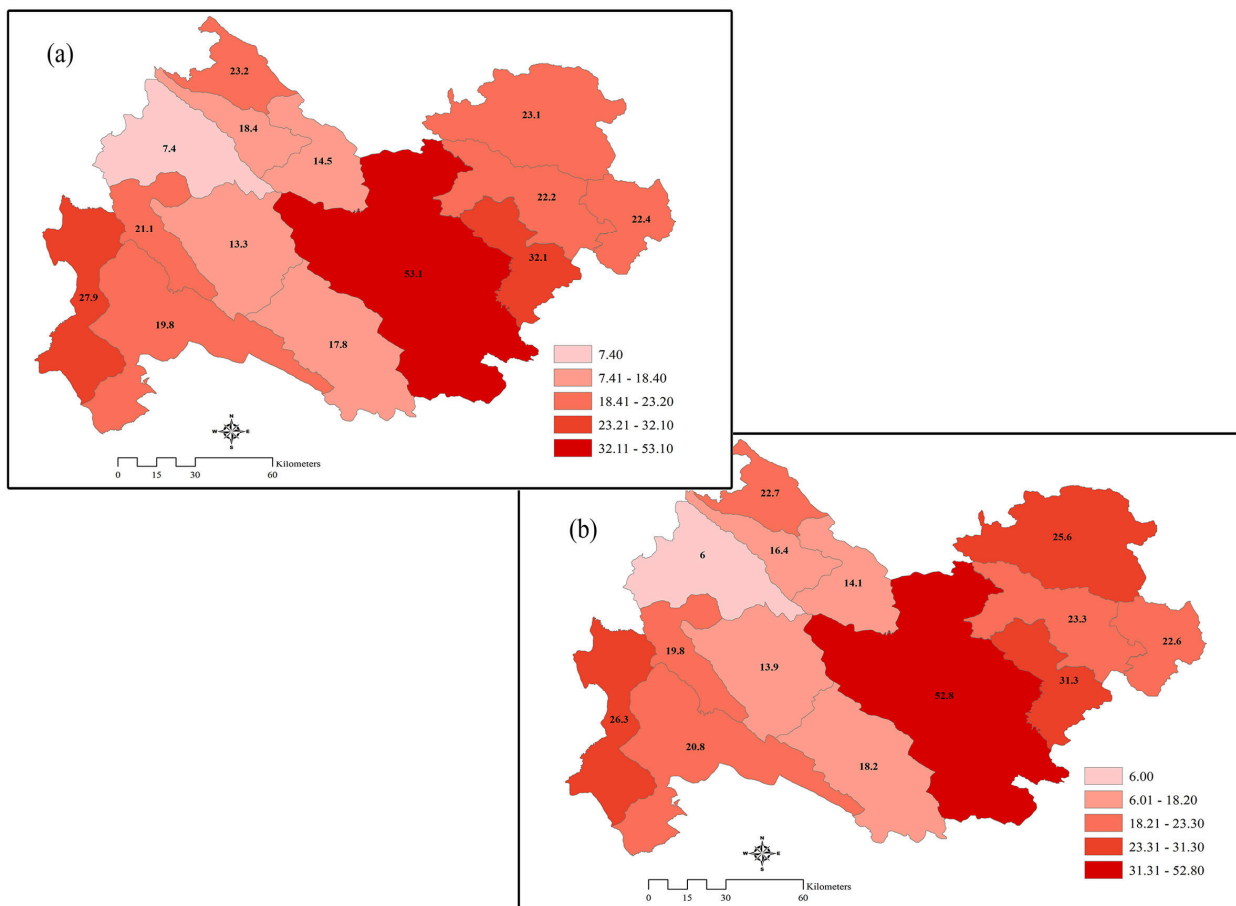 (a)
23.2
23.1
18.4
7.4
14.5
22.2
22.4
21.1
13.3
32.1
53.1
27.9
19.8
17.8
7.40
7.41 - 18.40
18.41 - 23.20
23.21 - 32.10
32.11 - 53.10
N
W E
S
Kilometers
0 15 30 60
(b)
22.7
25.6
16.4
6
14.1
23.3
22.6
19.8
13.9
31.3
52.8
26.3
20.8
18.2
6.00
6.01 - 18.20
18.21 - 23.30
23.31 - 31.30
31.31 - 52.80
N
W E
S
Kilometers
0 15 30 60